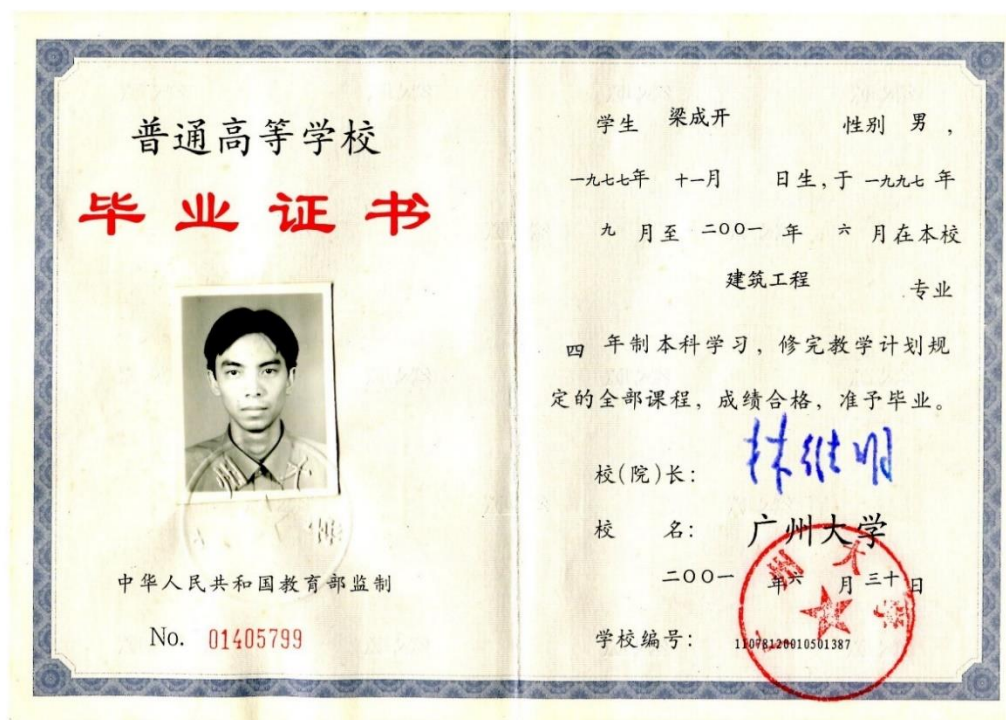 普通高等学校
毕业证书
中华人民共和国教育部监制
No. 01405799
学生 梁成开 性别 男，
一九七七年 十一月 日生，于 一九九七 年
九 月至 二〇〇一 年 六 月在本校
建筑工程 专业
四 年制本科学习，修完教学计划规
定的全部课程，成绩合格，准予毕业。
校(院)长：
校 名： 广州大学
二〇〇一 年 六 月 三十 日
学校编号： 11078120010501387